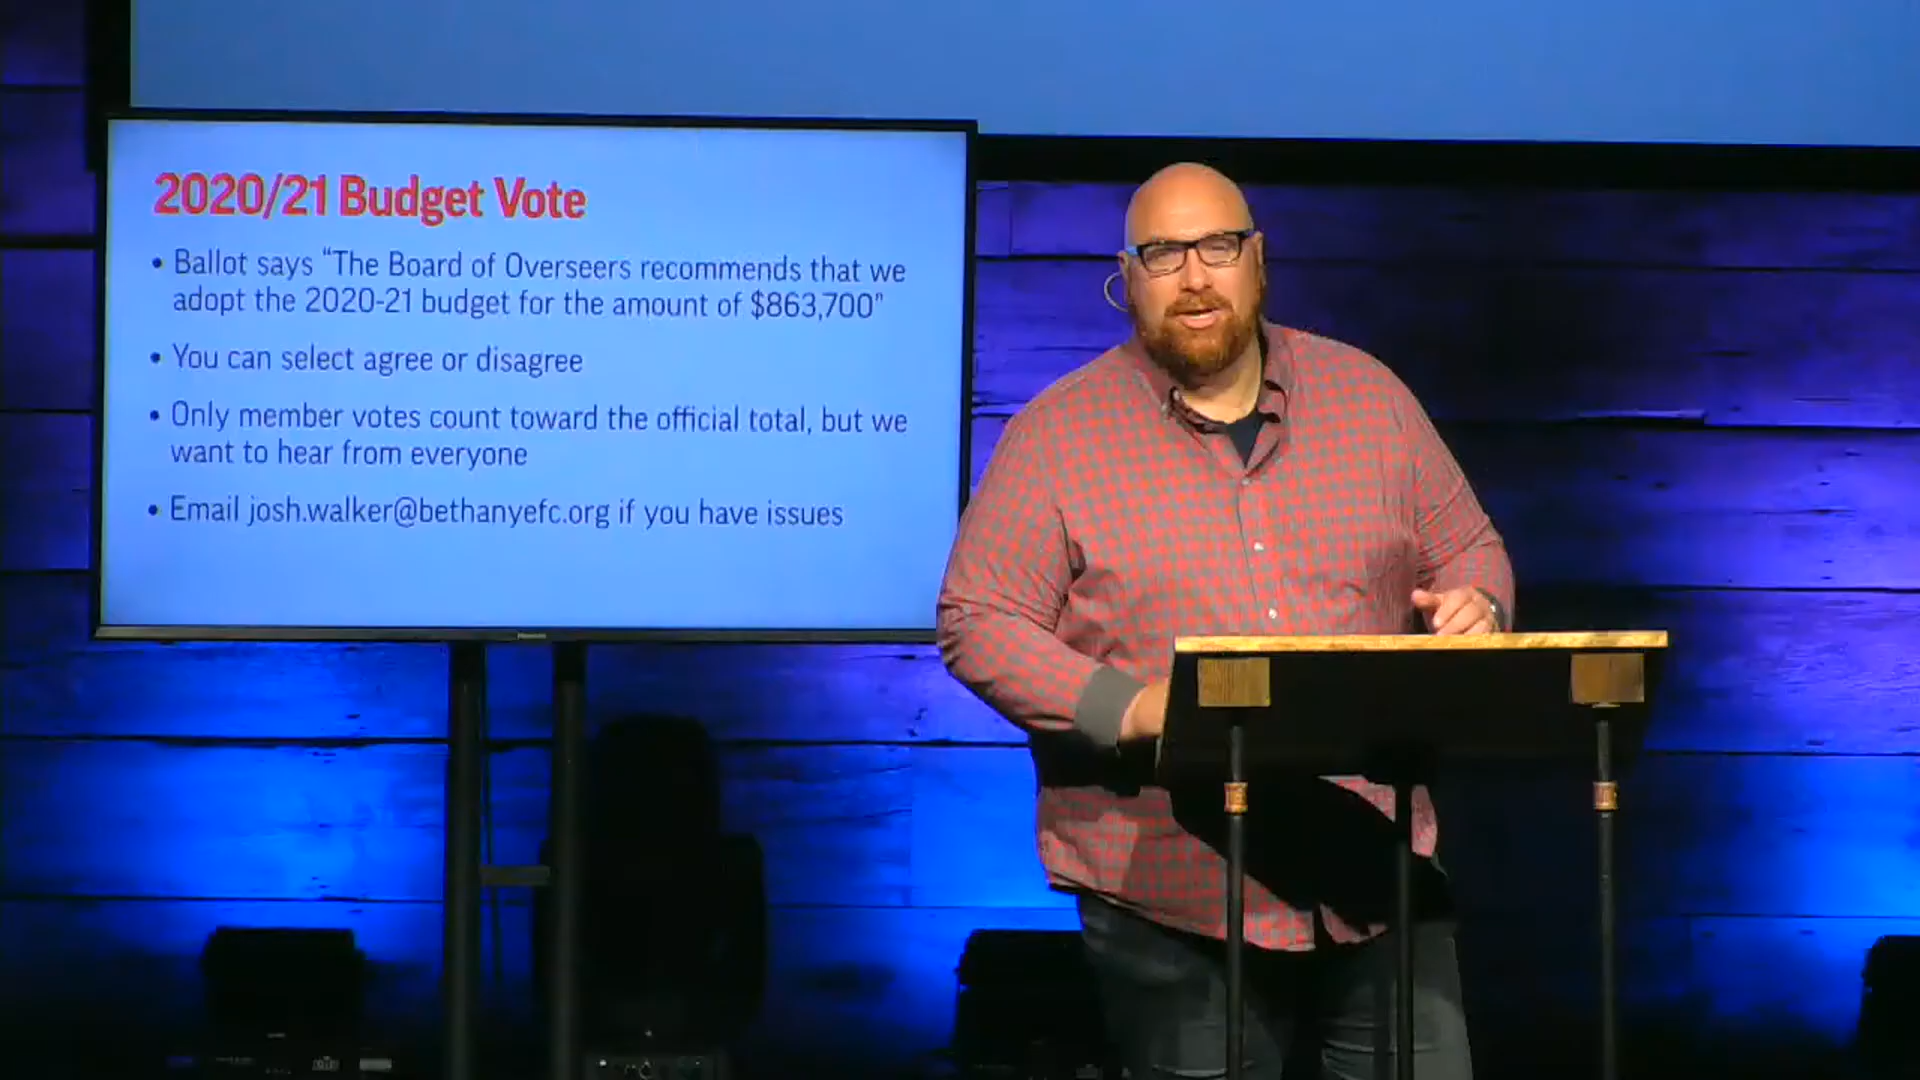 2020/21 Budget Vote
• Ballot says “The Board of Overseers recommends that we
adopt the 2020-21 budget for the amount of $863,700”
• You can select agree or disagree
• Only member votes count toward the official total, but we
want to hear from everyone
• Email josh.walker@bethanyefc.org if you have issues